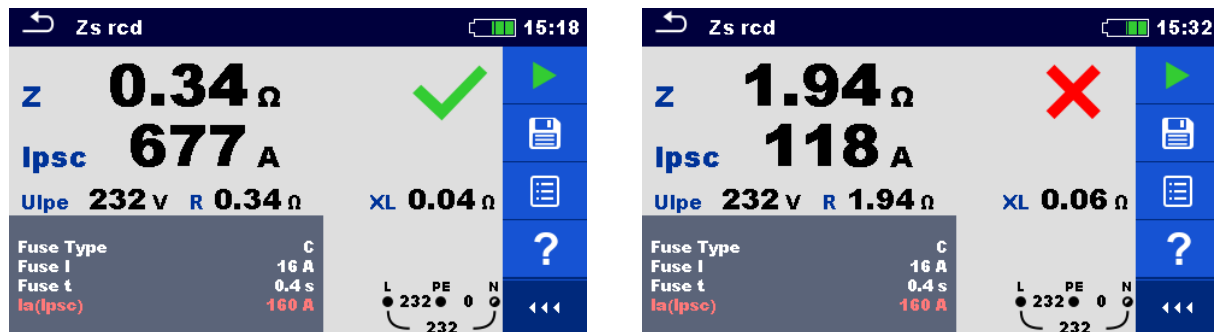 Zs rcd 15:18
Z 0.34 Ω
Ipsc 677 A
Ulpe 232 V R 0.34 Ω XL 0.04 Ω
Fuse Type C
Fuse I 16 A
Fuse t 0.4 s
Ia(Ipsc) 160 A
L PE N
232 0
232
?
Zs rcd 15:32
Z 1.94 Ω
Ipsc 118 A
Ulpe 232 V R 1.94 Ω XL 0.06 Ω
Fuse Type C
Fuse I 16 A
Fuse t 0.4 s
Ia(Ipsc) 160 A
L PE N
232 0
232
?